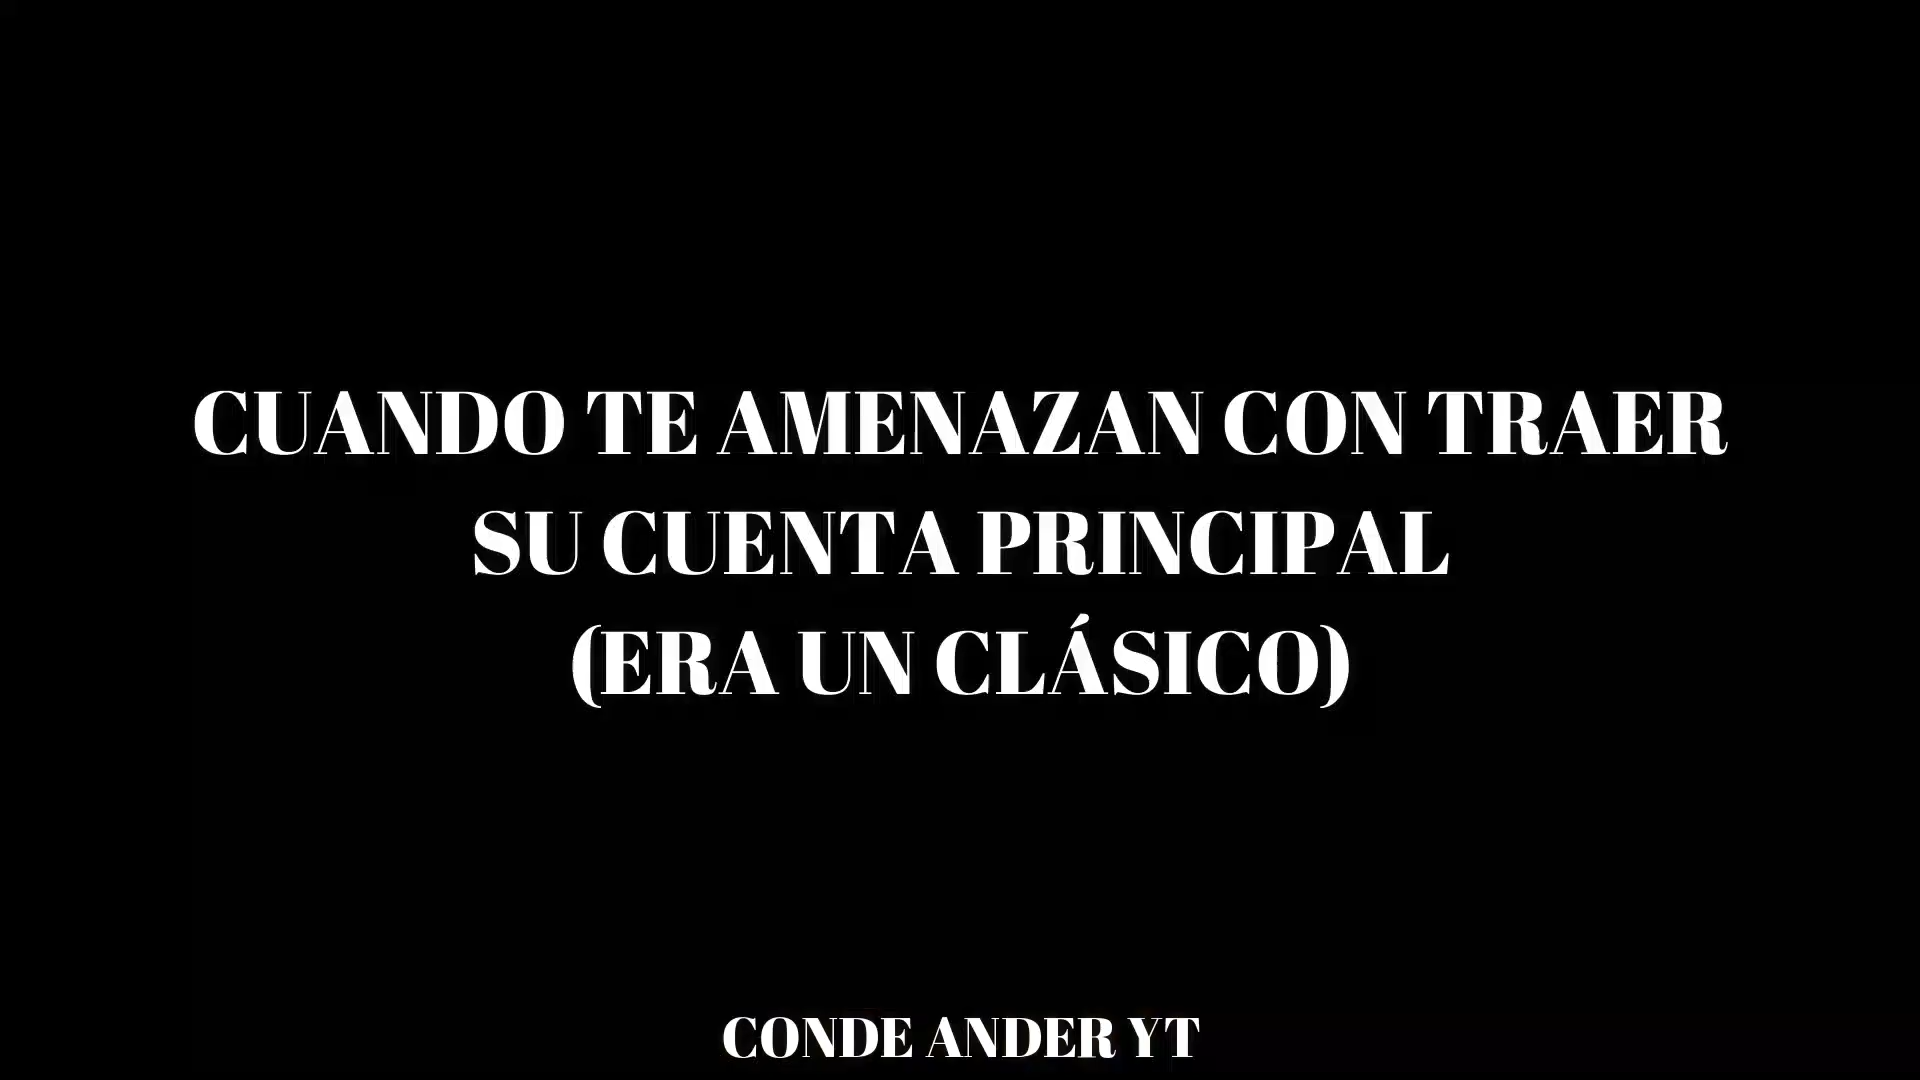 CUANDO TE AMENAZAN CON TRAER
SU CUENTA PRINCIPAL
(ERA UN CLÁSICO)
CONDE ANDER YT